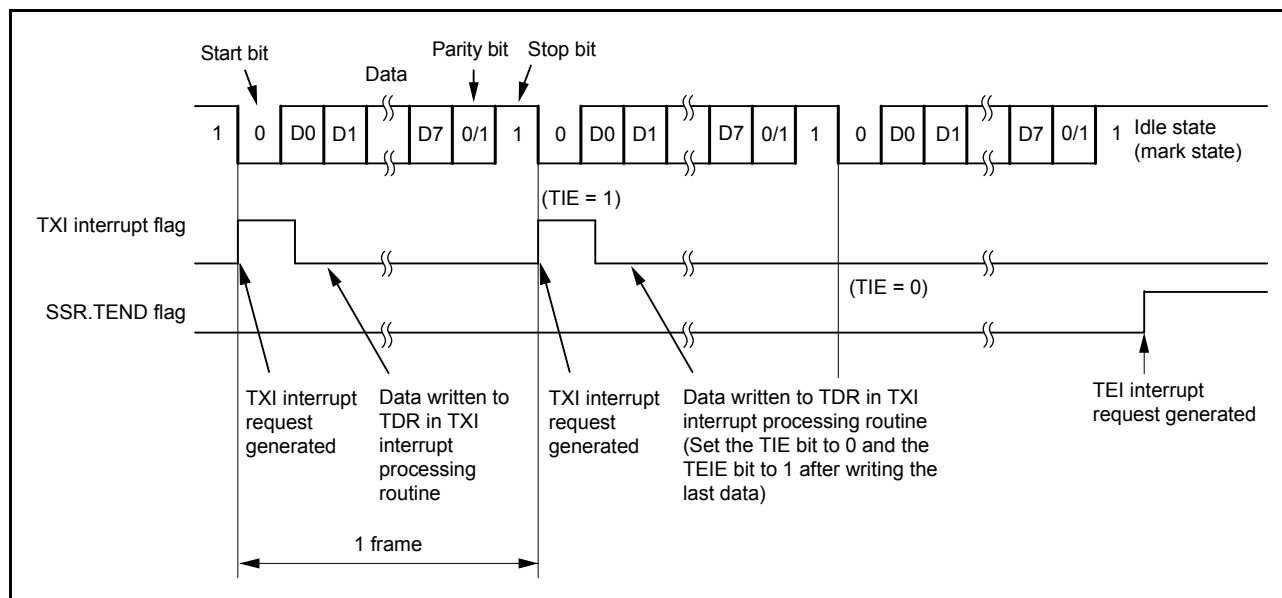 Start bit
Data
Parity bit
Stop bit
1 0 D0 D1 D7 0/1 1 0 D0 D1 D7 0/1 1 0 D0 D1 D7 0/1 1
Idle state
(mark state)
(TIE = 1)
TXI interrupt flag
(TIE = 0)
SSR.TEND flag
TXI interrupt
request
generated
Data written to
TDR in TXI
interrupt
processing
routine
TXI interrupt
request
generated
Data written to TDR in TXI
interrupt processing routine
(Set the TIE bit to 0 and the
TEIE bit to 1 after writing the
last data)
TEI interrupt
request generated
1 frame